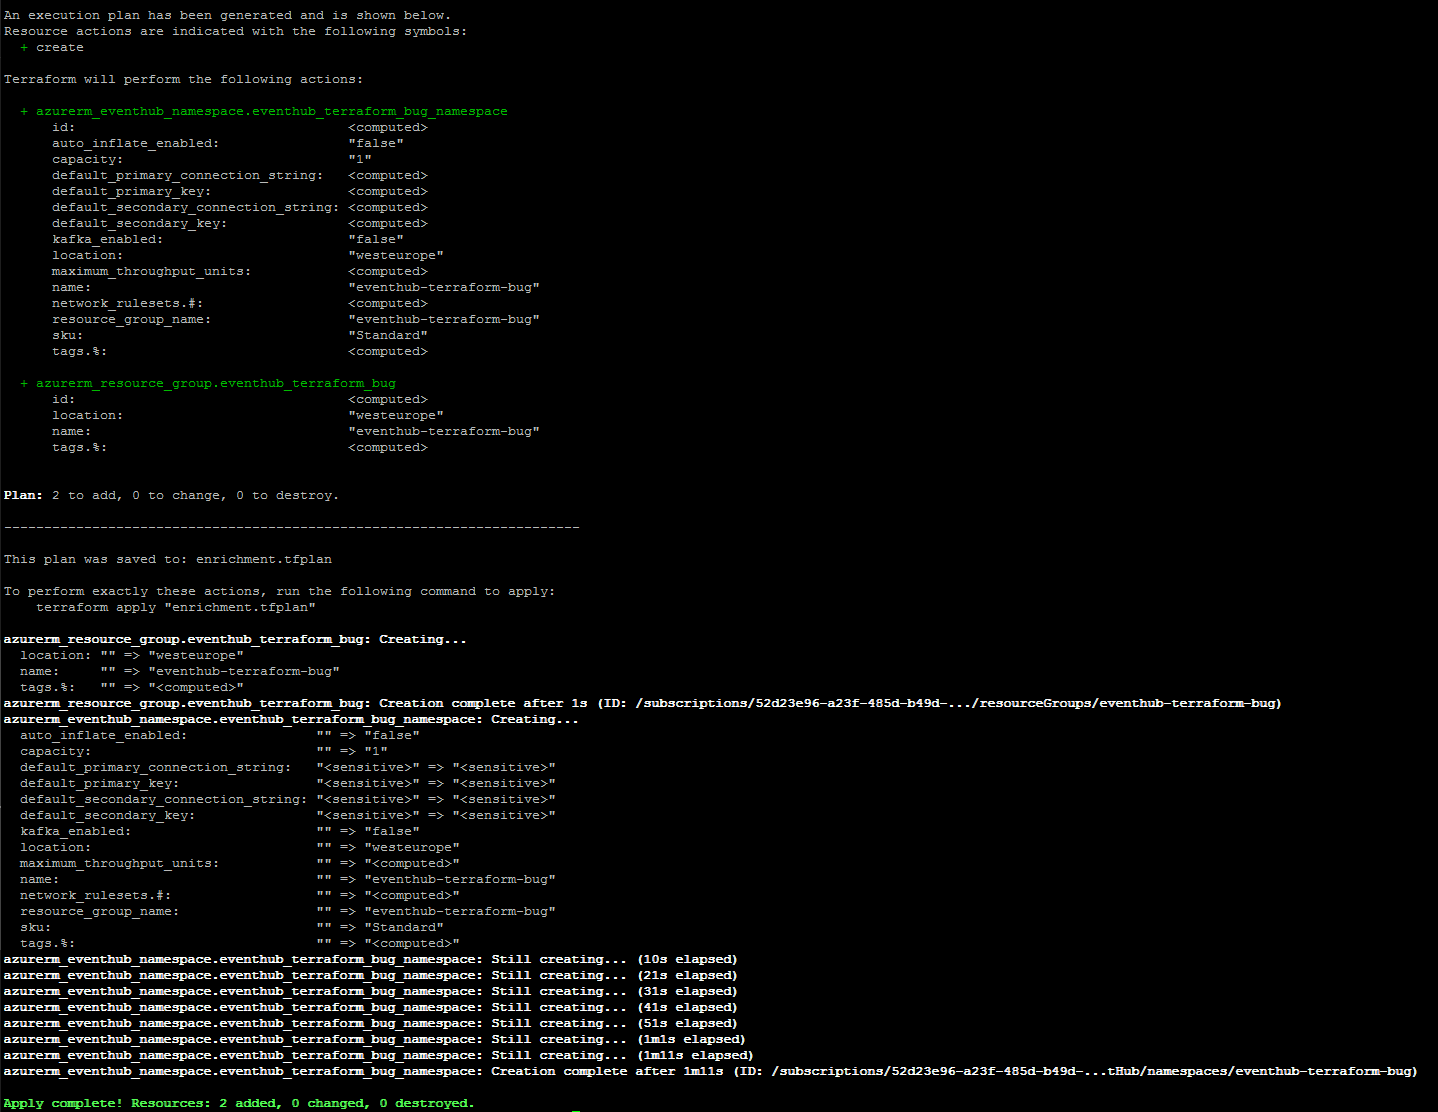 An execution plan has been generated and is shown below.
Resource actions are indicated with the following symbols:
  + create

Terraform will perform the following actions:

  + azurerm_eventhub_namespace.eventhub_terraform_bug_namespace
      id:                                  <computed>
      auto_inflate_enabled:                "false"
      capacity:                            "1"
      default_primary_connection_string:   <computed>
      default_primary_key:                 <computed>
      default_secondary_connection_string: <computed>
      default_secondary_key:               <computed>
      kafka_enabled:                       "false"
      location:                            "westeurope"
      maximum_throughput_units:            <computed>
      name:                                "eventhub-terraform-bug"
      network_rulesets.#:                  <computed>
      resource_group_name:                 "eventhub-terraform-bug"
      sku:                                 "Standard"
      tags.%:                              <computed>

  + azurerm_resource_group.eventhub_terraform_bug
      id:                                  <computed>
      location:                            "westeurope"
      name:                                "eventhub-terraform-bug"
      tags.%:                              <computed>


Plan: 2 to add, 0 to change, 0 to destroy.

------------------------------------------------------------------------

This plan was saved to: enrichment.tfplan

To perform exactly these actions, run the following command to apply:
    terraform apply "enrichment.tfplan"

azurerm_resource_group.eventhub_terraform_bug: Creating...
  location: "" => "westeurope"
  name:     "" => "eventhub-terraform-bug"
  tags.%:   "" => "<computed>"
azurerm_resource_group.eventhub_terraform_bug: Creation complete after 1s (ID: /subscriptions/52d23e96-a23f-485d-b49d-.../resourceGroups/eventhub-terraform-bug)
azurerm_eventhub_namespace.eventhub_terraform_bug_namespace: Creating...
  auto_inflate_enabled:                "" => "false"
  capacity:                            "" => "1"
  default_primary_connection_string:   "<sensitive>" => "<sensitive>"
  default_primary_key:                 "<sensitive>" => "<sensitive>"
  default_secondary_connection_string: "<sensitive>" => "<sensitive>"
  default_secondary_key:               "<sensitive>" => "<sensitive>"
  kafka_enabled:                       "" => "false"
  location:                            "" => "westeurope"
  maximum_throughput_units:            "" => "<computed>"
  name:                                "" => "eventhub-terraform-bug"
  network_rulesets.#:                  "" => "<computed>"
  resource_group_name:                 "" => "eventhub-terraform-bug"
  sku:                                 "" => "Standard"
  tags.%:                              "" => "<computed>"
azurerm_eventhub_namespace.eventhub_terraform_bug_namespace: Still creating... (10s elapsed)
azurerm_eventhub_namespace.eventhub_terraform_bug_namespace: Still creating... (21s elapsed)
azurerm_eventhub_namespace.eventhub_terraform_bug_namespace: Still creating... (31s elapsed)
azurerm_eventhub_namespace.eventhub_terraform_bug_namespace: Still creating... (41s elapsed)
azurerm_eventhub_namespace.eventhub_terraform_bug_namespace: Still creating... (51s elapsed)
azurerm_eventhub_namespace.eventhub_terraform_bug_namespace: Still creating... (1m1s elapsed)
azurerm_eventhub_namespace.eventhub_terraform_bug_namespace: Still creating... (1m11s elapsed)
azurerm_eventhub_namespace.eventhub_terraform_bug_namespace: Creation complete after 1m11s (ID: /subscriptions/52d23e96-a23f-485d-b49d-...tHub/namespaces/eventhub-terraform-bug)

Apply complete! Resources: 2 added, 0 changed, 0 destroyed.